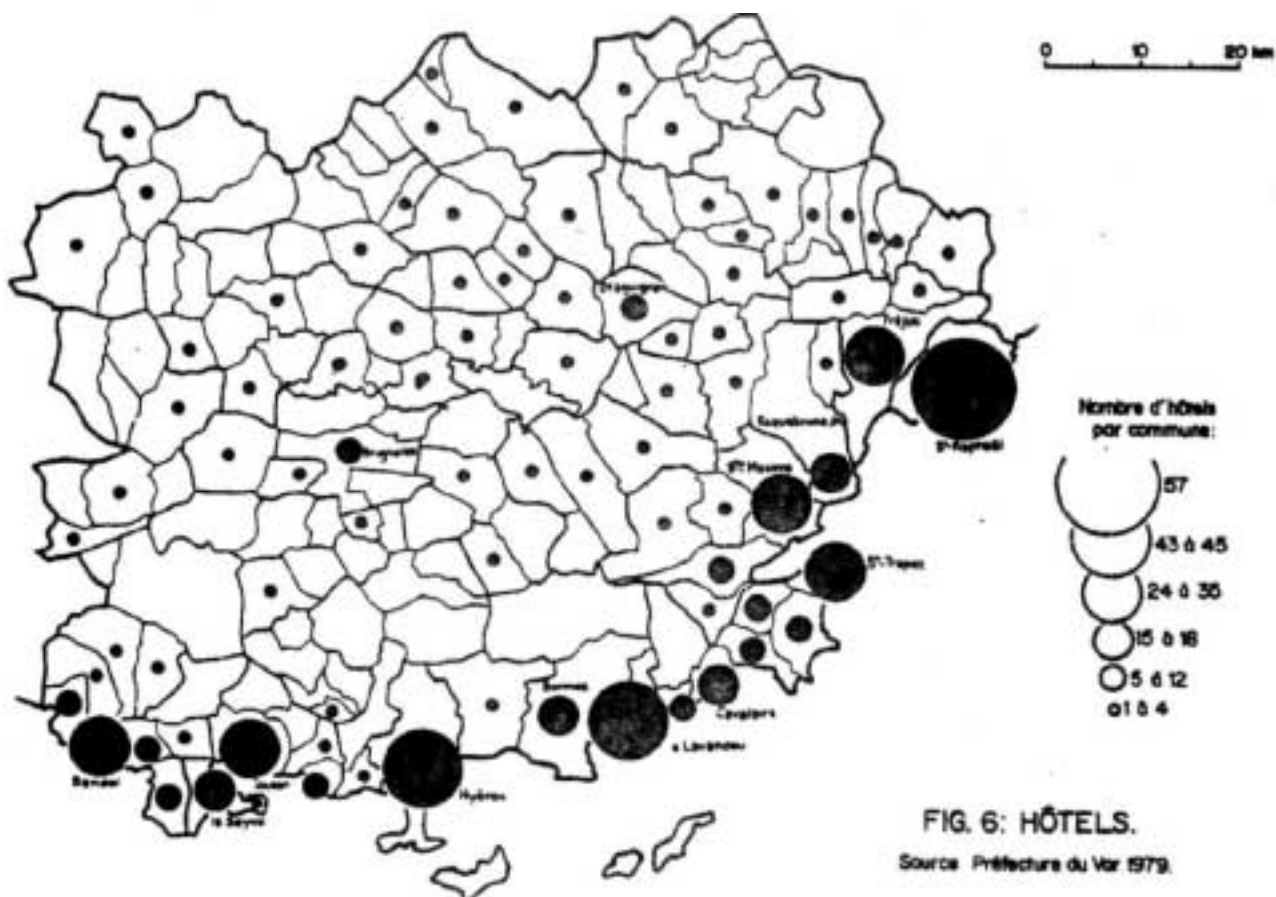 0 10 20 km
Fréjus
St-Raphaël
Brignoles
Ste Maxime
St-Tropez
Bormes
Cavalaire
Le Lavandou
Hyères
Bandol
la Seyne
Nombre d'hôtels
par commune:
57
43 à 45
24 à 35
15 à 18
5 à 12
1 à 4
FIG. 6: HÔTELS.
Source Préfecture du Var 1979.